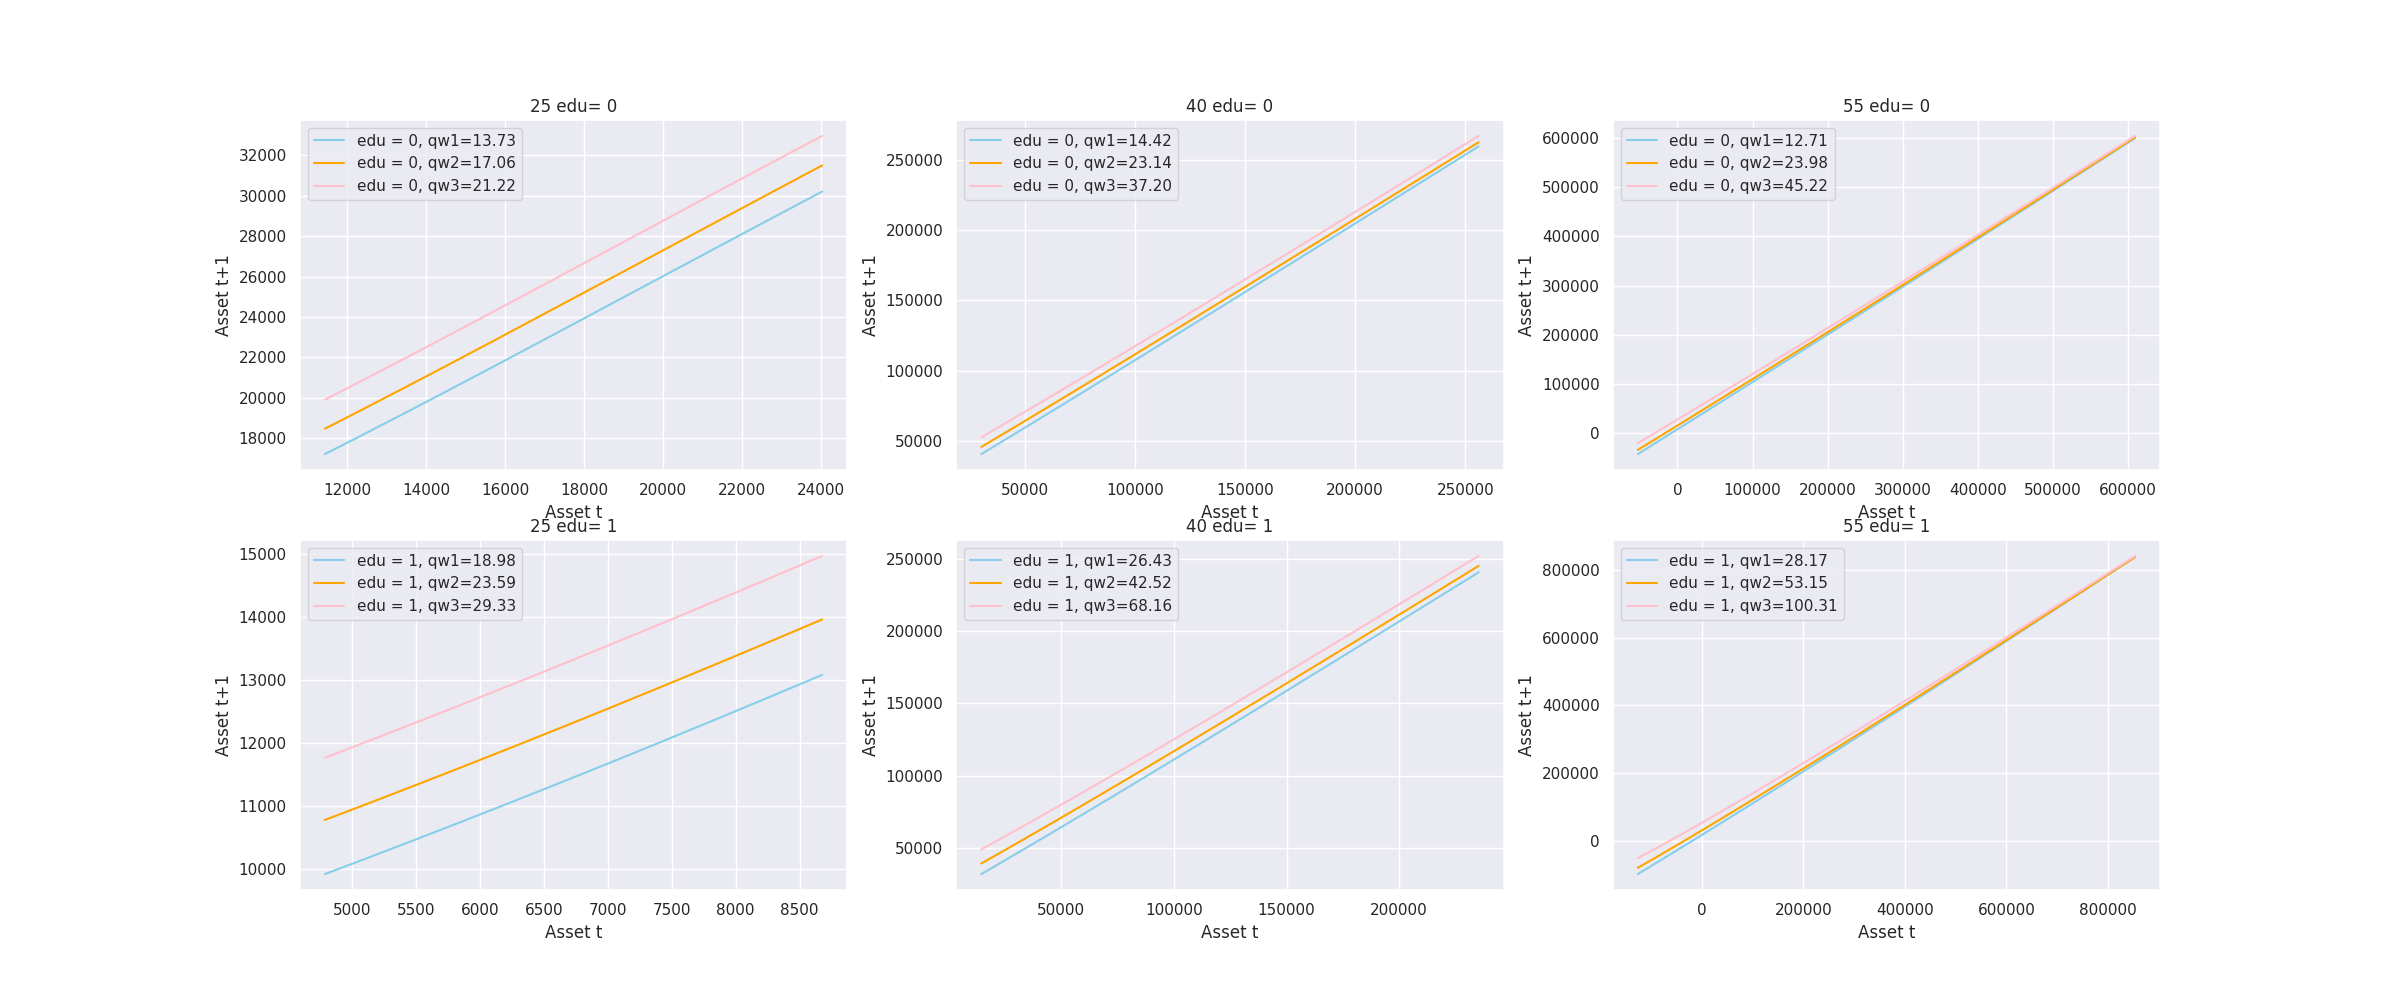 25 edu= 0
edu = 0, qw1=13.73
edu = 0, qw2=17.06
edu = 0, qw3=21.22
32000
30000
28000
26000
24000
22000
20000
18000
Asset t+1
12000 14000 16000 18000 20000 22000 24000
Asset t
40 edu= 0
edu = 0, qw1=14.42
edu = 0, qw2=23.14
edu = 0, qw3=37.20
250000
200000
150000
100000
50000
Asset t+1
50000 100000 150000 200000 250000
Asset t
55 edu= 0
edu = 0, qw1=12.71
edu = 0, qw2=23.98
edu = 0, qw3=45.22
600000
500000
400000
300000
200000
100000
0
Asset t+1
0 100000 200000 300000 400000 500000 600000
Asset t
25 edu= 1
edu = 1, qw1=18.98
edu = 1, qw2=23.59
edu = 1, qw3=29.33
15000
14000
13000
12000
11000
10000
Asset t+1
5000 5500 6000 6500 7000 7500 8000 8500
Asset t
40 edu= 1
edu = 1, qw1=26.43
edu = 1, qw2=42.52
edu = 1, qw3=68.16
250000
200000
150000
100000
50000
Asset t+1
50000 100000 150000 200000
Asset t
55 edu= 1
edu = 1, qw1=28.17
edu = 1, qw2=53.15
edu = 1, qw3=100.31
800000
600000
400000
200000
0
Asset t+1
0 200000 400000 600000 800000
Asset t